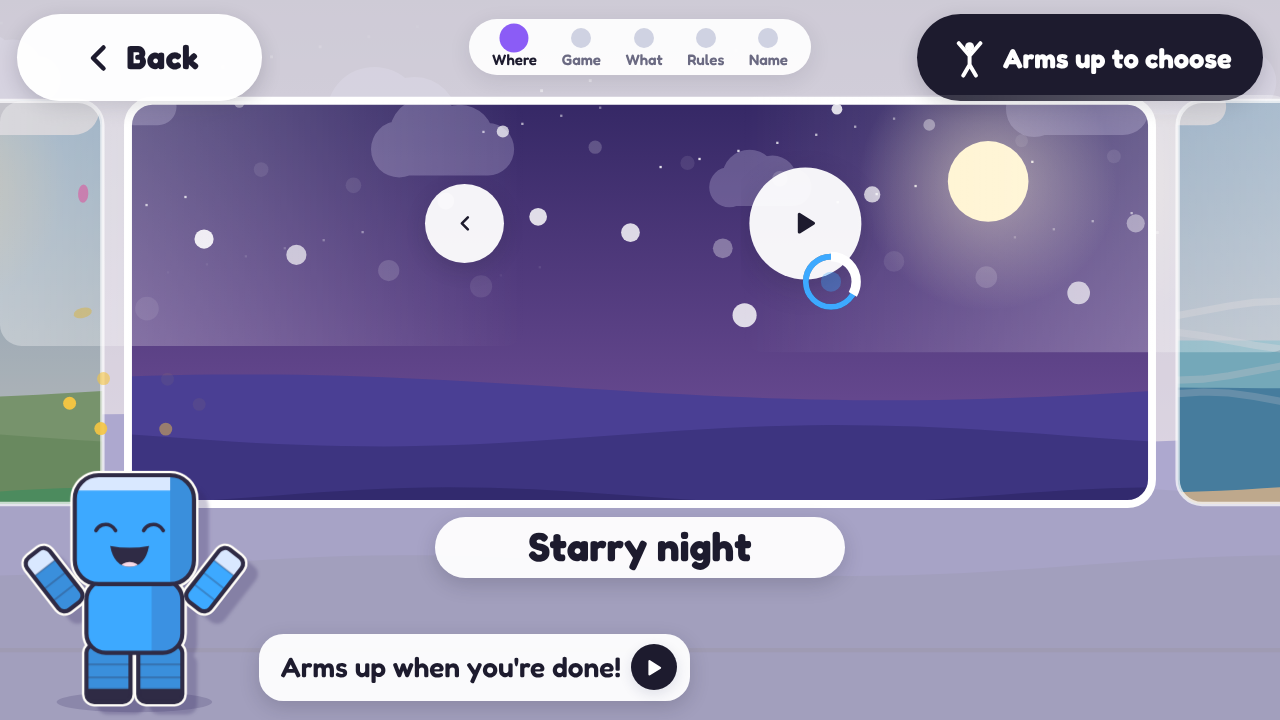 Back
Where
Game
What
Rules
Name
Arms up to choose
Starry night
Arms up when you're done!